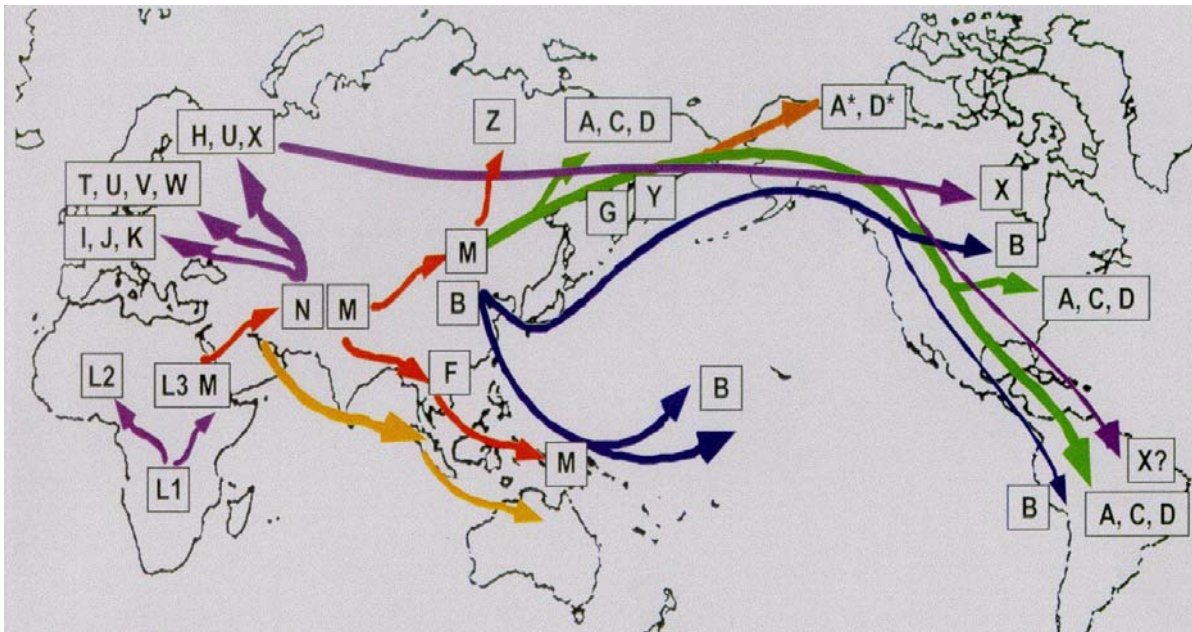 A*, D*
Z
A, C, D
H, U, X
T, U, V, W
X
G
Y
I, J, K
M
B
N
M
B
A, C, D
L2
L3 M
F
B
M
X?
L1
B
A, C, D